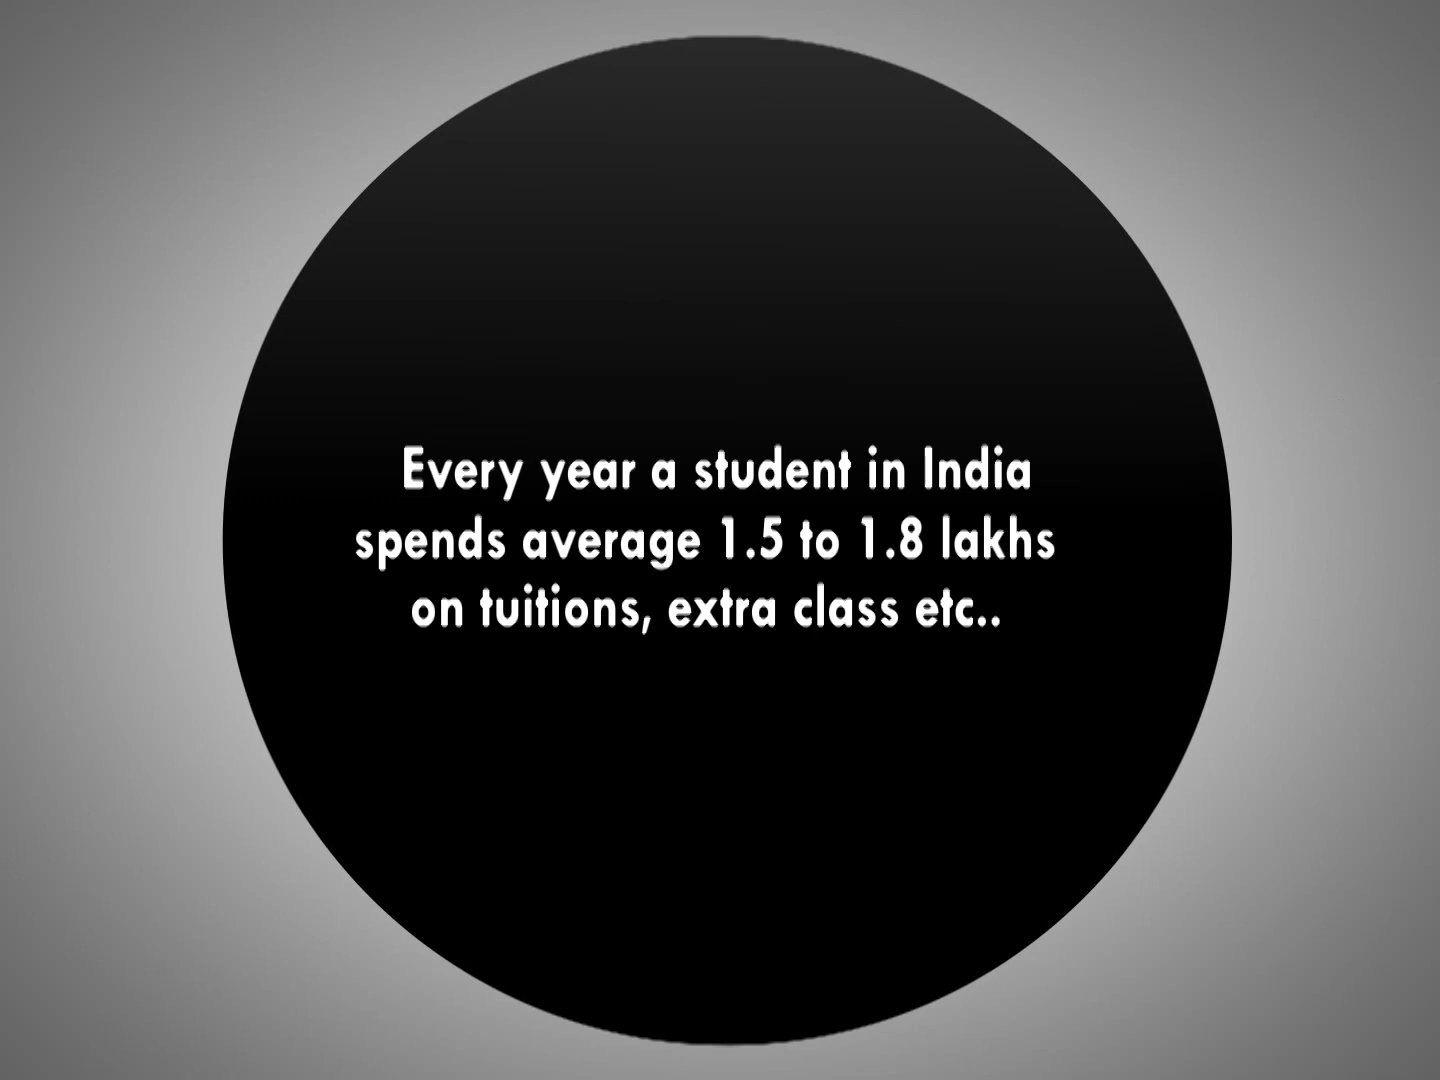 Every year a student in India
spends average 1.5 to 1.8 lakhs
on tuitions, extra class etc..